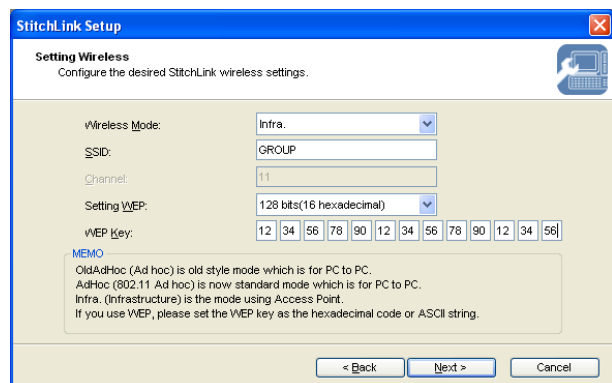 StitchLink Setup
Setting Wireless
Configure the desired StitchLink wireless settings.
Wireless Mode: Infra.
SSID: GROUP
Channel: 11
Setting WEP: 128 bits(16 hexadecimal)
WEP Key: 12 34 56 78 90 12 34 56 78 90 12 34 56
MEMO
OldAdHoc (Ad hoc) is old style mode which is for PC to PC.
AdHoc (802.11 Ad hoc) is now standard mode which is for PC to PC.
Infra. (Infrastructure) is the mode using Access Point.
If you use WEP, please set the WEP key as the hexadecimal code or ASCII string.
< Back Next > Cancel